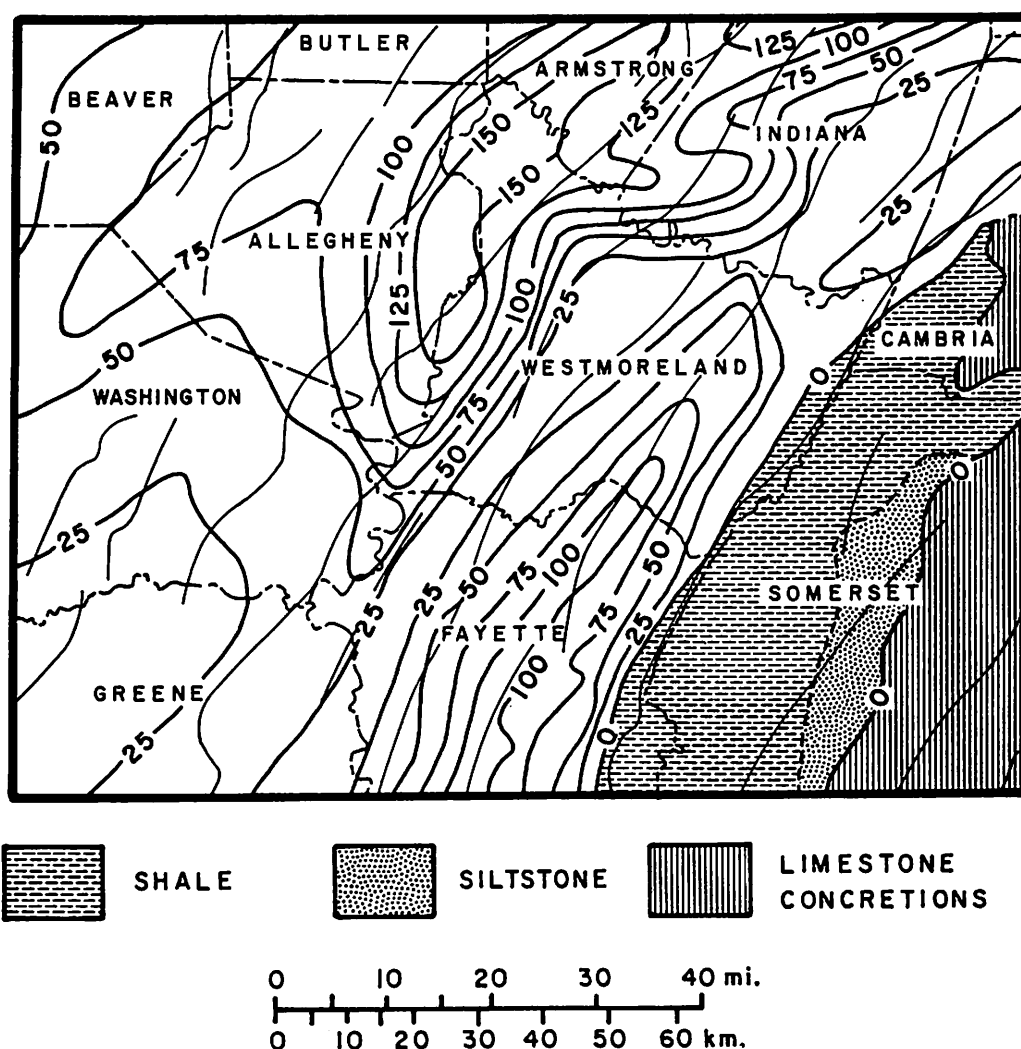 BUTLER
125
100
125
150
ARMSTRONG
75
50
25
BEAVER
50
100
150
125
INDIANA
150
25
75
ALLEGHENY
125
100
25
50
WESTMORELAND
CAMBRIA
0
WASHINGTON
75
50
0
25
25
50
75
100
50
SOMERSET
25
FAYETTE
75
25
100
GREENE
0
25
0
SHALE
SILTSTONE
LIMESTONE
CONCRETIONS
0 10 20 30 40 mi.
0 10 20 30 40 50 60 km.